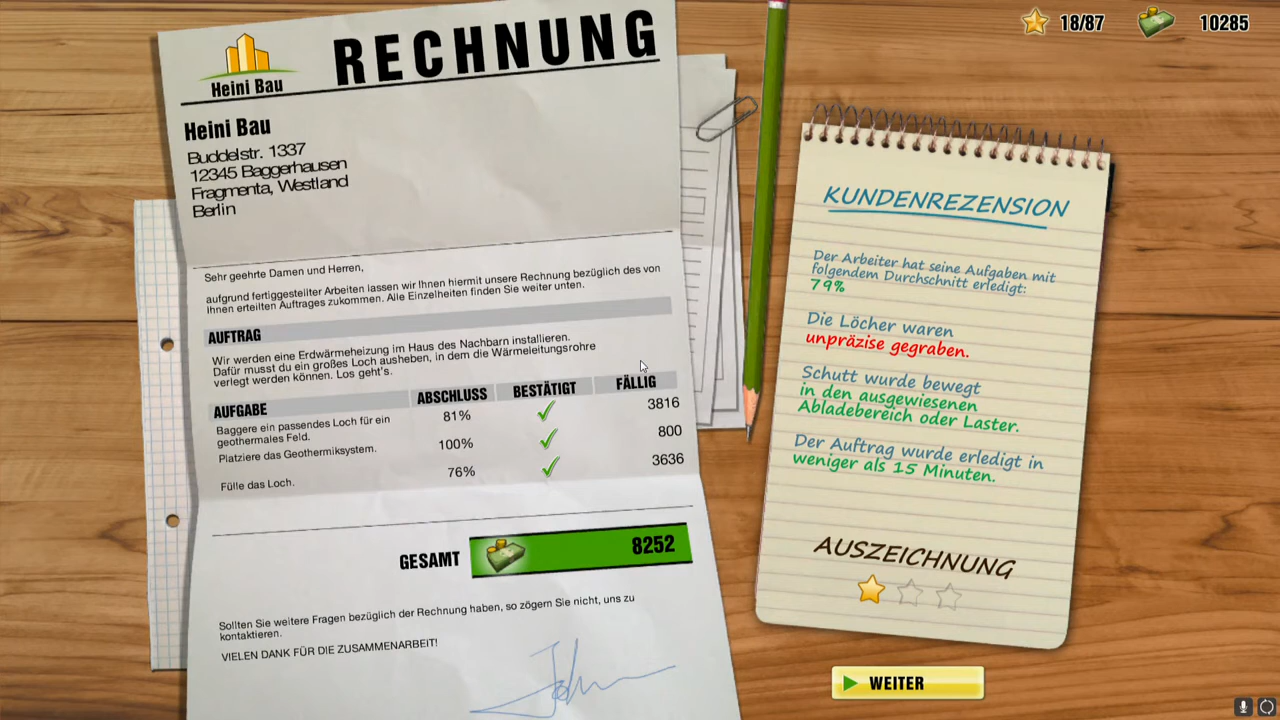 18/87
10285
Heini Bau
RECHNUNG
Heini Bau
Buddelstr. 1337
12345 Baggerhausen
Fragmenta, Westland
Berlin
Sehr geehrte Damen und Herren,
aufgrund fertiggesteilter Arbeiten lassen wir Ihnen hiermit unsere Rechnung bezüglich des von
Ihnen erteilten Auftrages zukommen. Alle Einzelheiten finden Sie weiter unten.
AUFTRAG
Wir werden eine Erdwärmeheizung im Haus des Nachbarn installieren.
Dafür musst du ein großes Loch ausheben, in dem die Wärmeleitungsrohre
verlegt werden können. Los geht's.
AUFGABE ABSCHLUSS BESTÄTIGT FÄLLIG
Baggere ein passendes Loch für ein
geothermales Feld. 81% 3816
Platziere das Geothermiksystem. 100% 800
Fülle das Loch. 76% 3636
GESAMT 8252
Sollten Sie weitere Fragen bezüglich der Rechnung haben, so zögern Sie nicht, uns zu
kontaktieren.
VIELEN DANK FÜR DIE ZUSAMMENARBEIT!
KUNDENREZENSION
Der Arbeiter hat seine Aufgaben mit
folgendem Durchschnitt erledigt:
79%
Die Löcher waren
unpräzise gegraben.
Schutt wurde bewegt
in den ausgewiesenen
Abladebereich oder Laster.
Der Auftrag wurde erledigt in
weniger als 15 Minuten.
AUSZEICHNUNG
WEITER